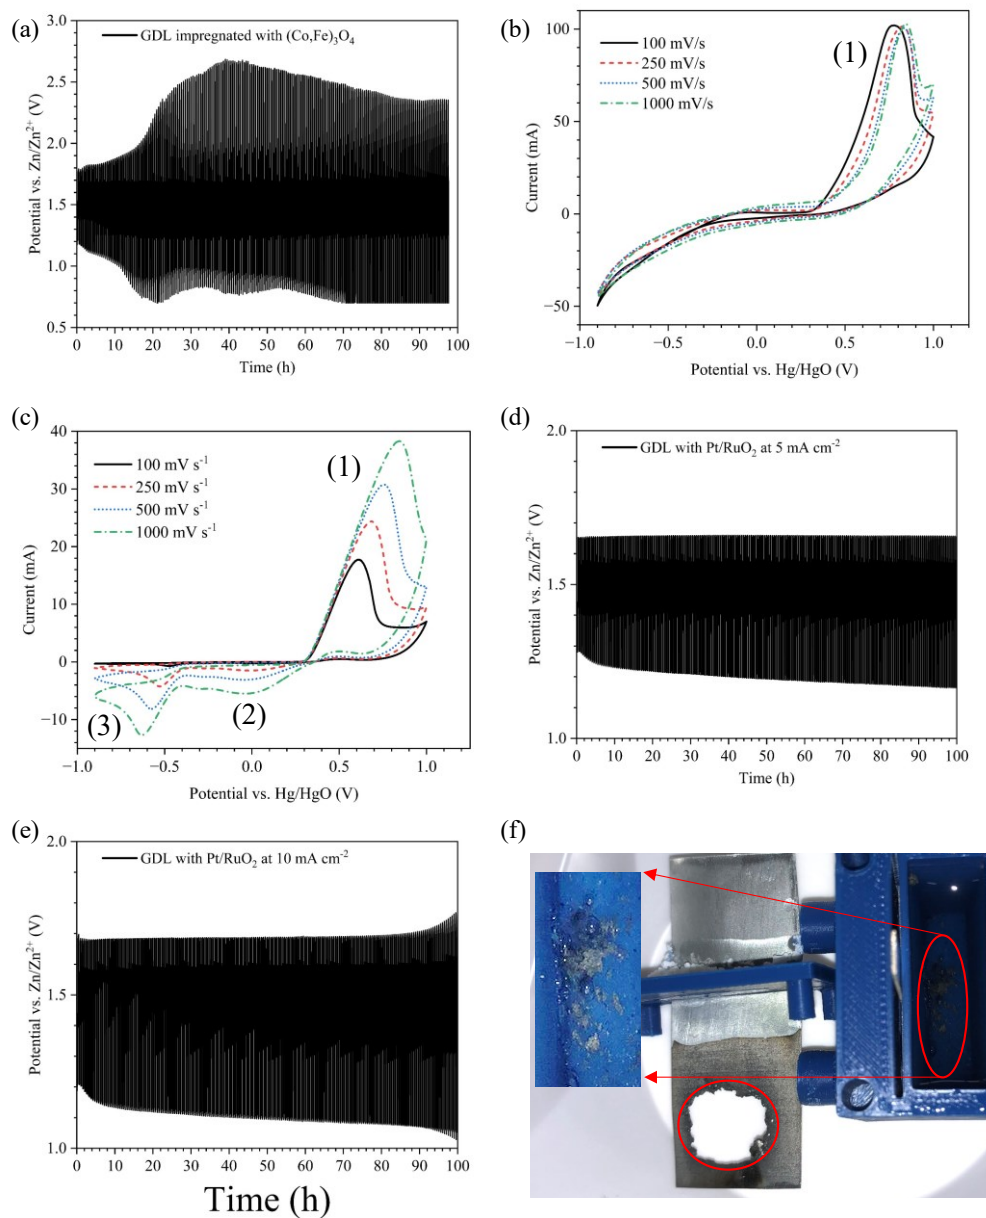 (a)
GDL impregnated with (Co,Fe)₃O₄
3.0
2.5
2.0
1.5
1.0
0.5
Potential vs. Zn/Zn²⁺ (V)
0 10 20 30 40 50 60 70 80 90 100
Time (h)
(b)
100 mV/s
250 mV/s
500 mV/s
1000 mV/s
(1)
100
50
0
−50
Current (mA)
−1.0 −0.5 0.0 0.5 1.0
Potential vs. Hg/HgO (V)
(c)
100 mV s⁻¹
250 mV s⁻¹
500 mV s⁻¹
1000 mV s⁻¹
(1)
(2)
(3)
40
30
20
10
0
−10
Current (mA)
−1.0 −0.5 0.0 0.5 1.0
Potential vs. Hg/HgO (V)
(d)
GDL with Pt/RuO₂ at 5 mA cm⁻²
2.0
1.5
1.0
Potential vs. Zn/Zn²⁺ (V)
0 10 20 30 40 50 60 70 80 90 100
Time (h)
(e)
GDL with Pt/RuO₂ at 10 mA cm⁻²
2.0
1.5
1.0
Potential vs. Zn/Zn²⁺ (V)
0 10 20 30 40 50 60 70 80 90 100
Time (h)
(f)